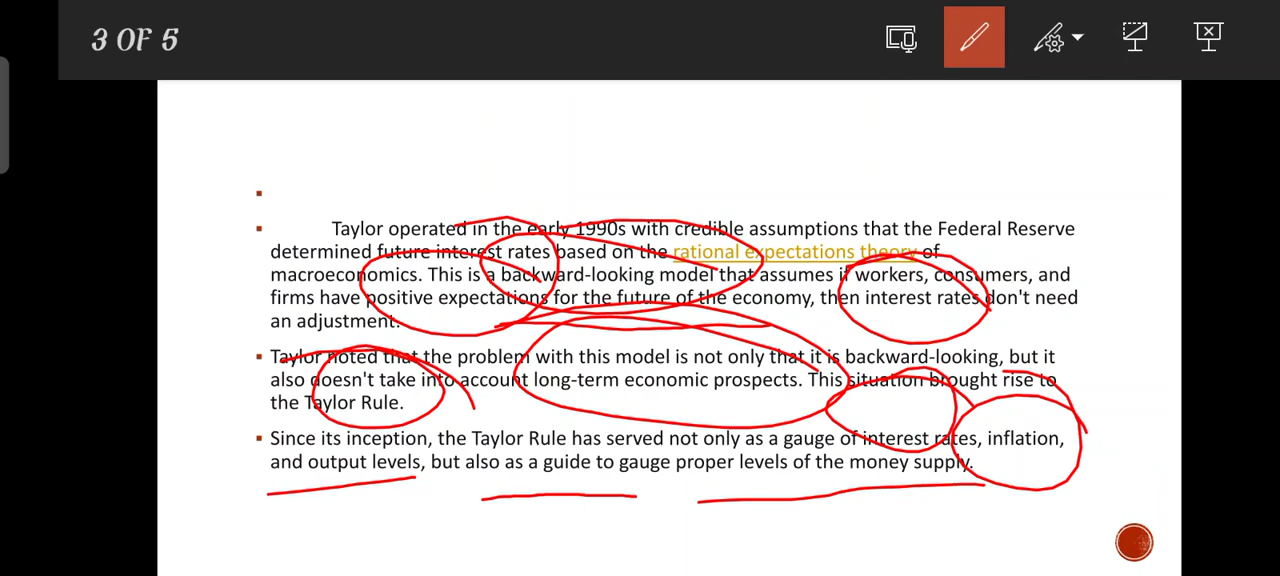 3 OF 5
Taylor operated in the early 1990s with credible assumptions that the Federal Reserve
determined future interest rates based on the rational expectations theory of
macroeconomics. This is a backward-looking model that assumes if workers, consumers, and
firms have positive expectations for the future of the economy, then interest rates don't need
an adjustment.
Taylor noted that the problem with this model is not only that it is backward-looking, but it
also doesn't take into account long-term economic prospects. This situation brought rise to
the Taylor Rule.
Since its inception, the Taylor Rule has served not only as a gauge of interest rates, inflation,
and output levels, but also as a guide to gauge proper levels of the money supply.